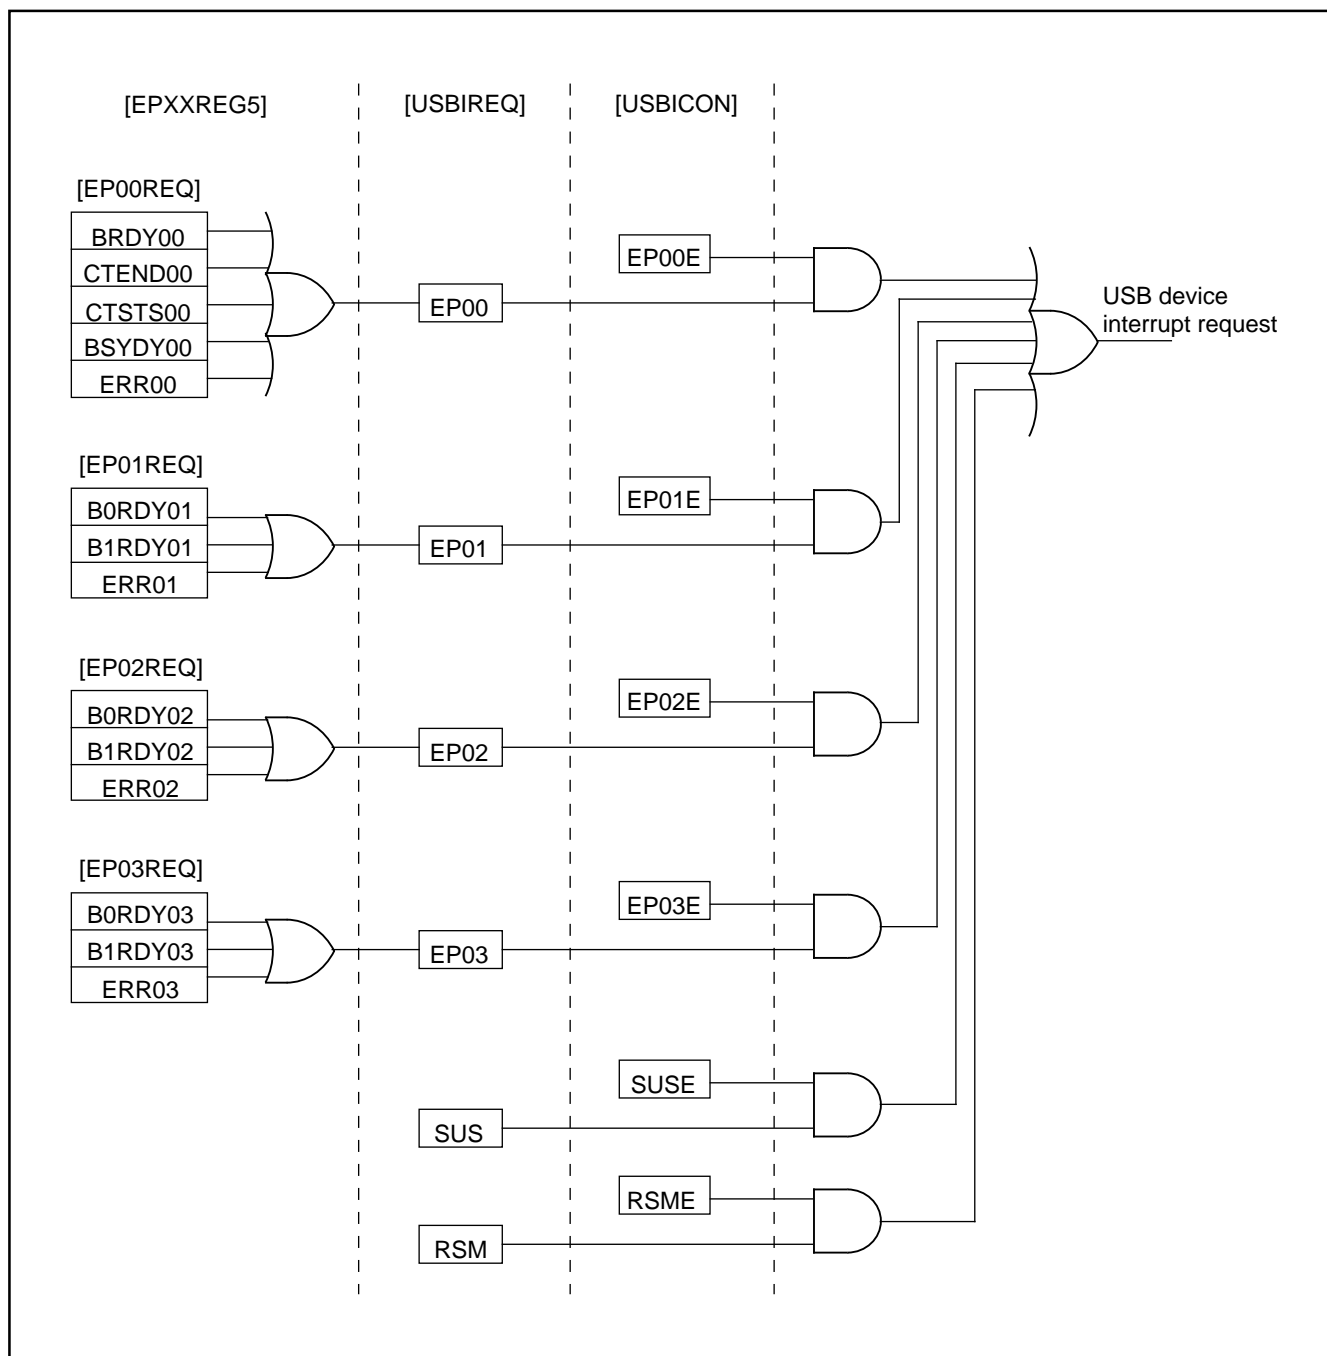 [EPXXREG5]
[USBIREQ]
[USBICON]
[EP00REQ]
BRDY00
CTEND00
CTSTS00
BSYDY00
ERR00
EP00
EP00E
USB device
interrupt request
[EP01REQ]
B0RDY01
B1RDY01
ERR01
EP01
EP01E
[EP02REQ]
B0RDY02
B1RDY02
ERR02
EP02
EP02E
[EP03REQ]
B0RDY03
B1RDY03
ERR03
EP03
EP03E
SUSE
SUS
RSME
RSM